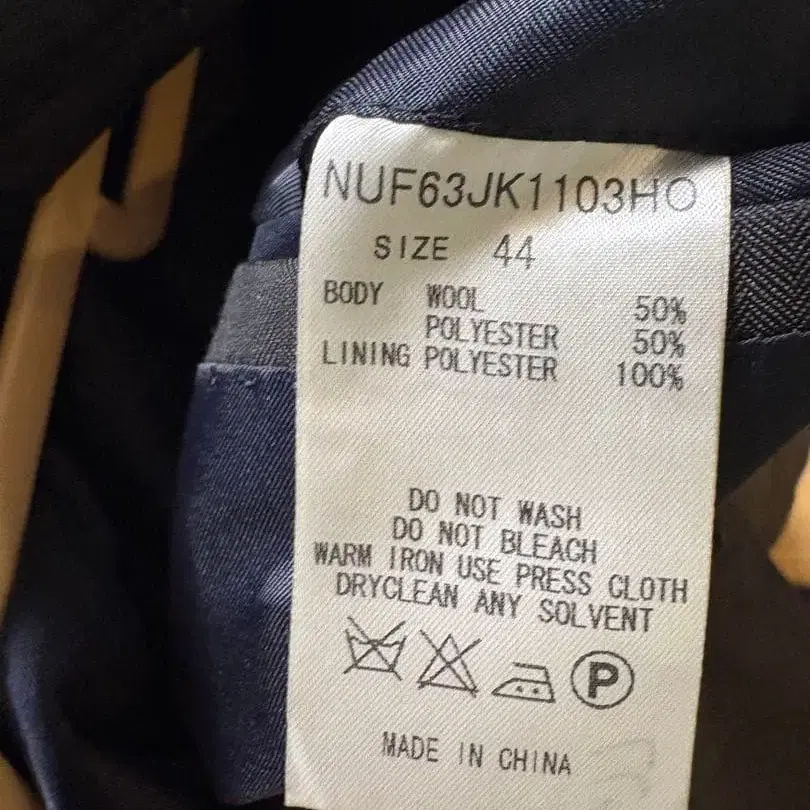 NUF63JK1103HO
SIZE 44
BODY WOOL 50%
POLYESTER 50%
LINING POLYESTER 100%
DO NOT WASH
DO NOT BLEACH
WARM IRON USE PRESS CLOTH
DRYCLEAN ANY SOLVENT
P
MADE IN CHINA